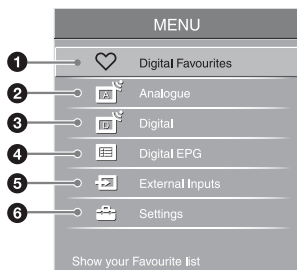 MENU
1 Digital Favourites
2 A Analogue
3 D Digital
4 Digital EPG
5 External Inputs
6 Settings
Show your Favourite list